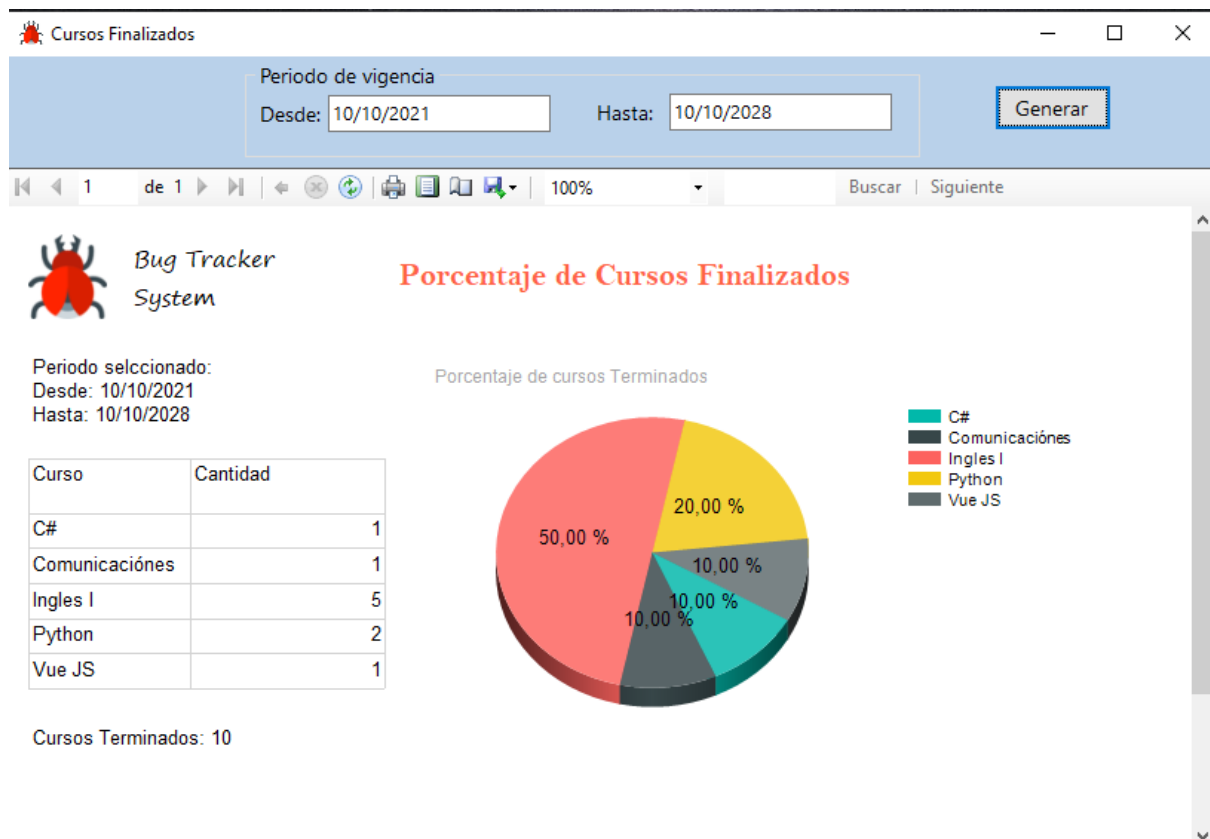 Cursos Finalizados
Periodo de vigencia
Desde: 10/10/2021 Hasta: 10/10/2028 Generar
1 de 1 100% Buscar | Siguiente
Bug Tracker
System
Porcentaje de Cursos Finalizados
Periodo selccionado:
Desde: 10/10/2021
Hasta: 10/10/2028
Porcentaje de cursos Terminados
C#
Comunicaciónes
Ingles I
Python
Vue JS
Curso Cantidad
C# 1
Comunicaciónes 1
Ingles I 5
Python 2
Vue JS 1
20,00 %
50,00 %
10,00 %
10,00 %
10,00 %
Cursos Terminados: 10